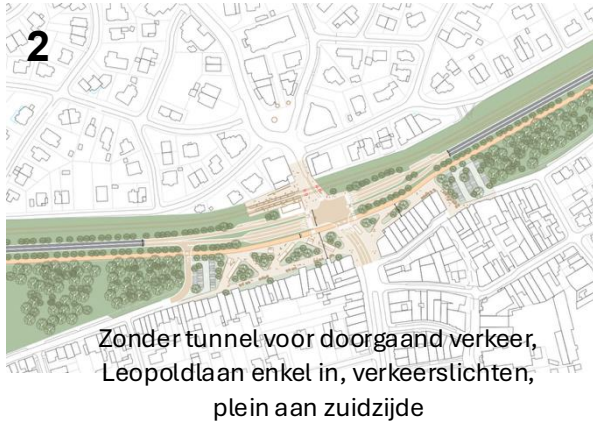 2
Zonder tunnel voor doorgaand verkeer,
Leopoldlaan enkel in, verkeerslichten,
plein aan zuidzijde